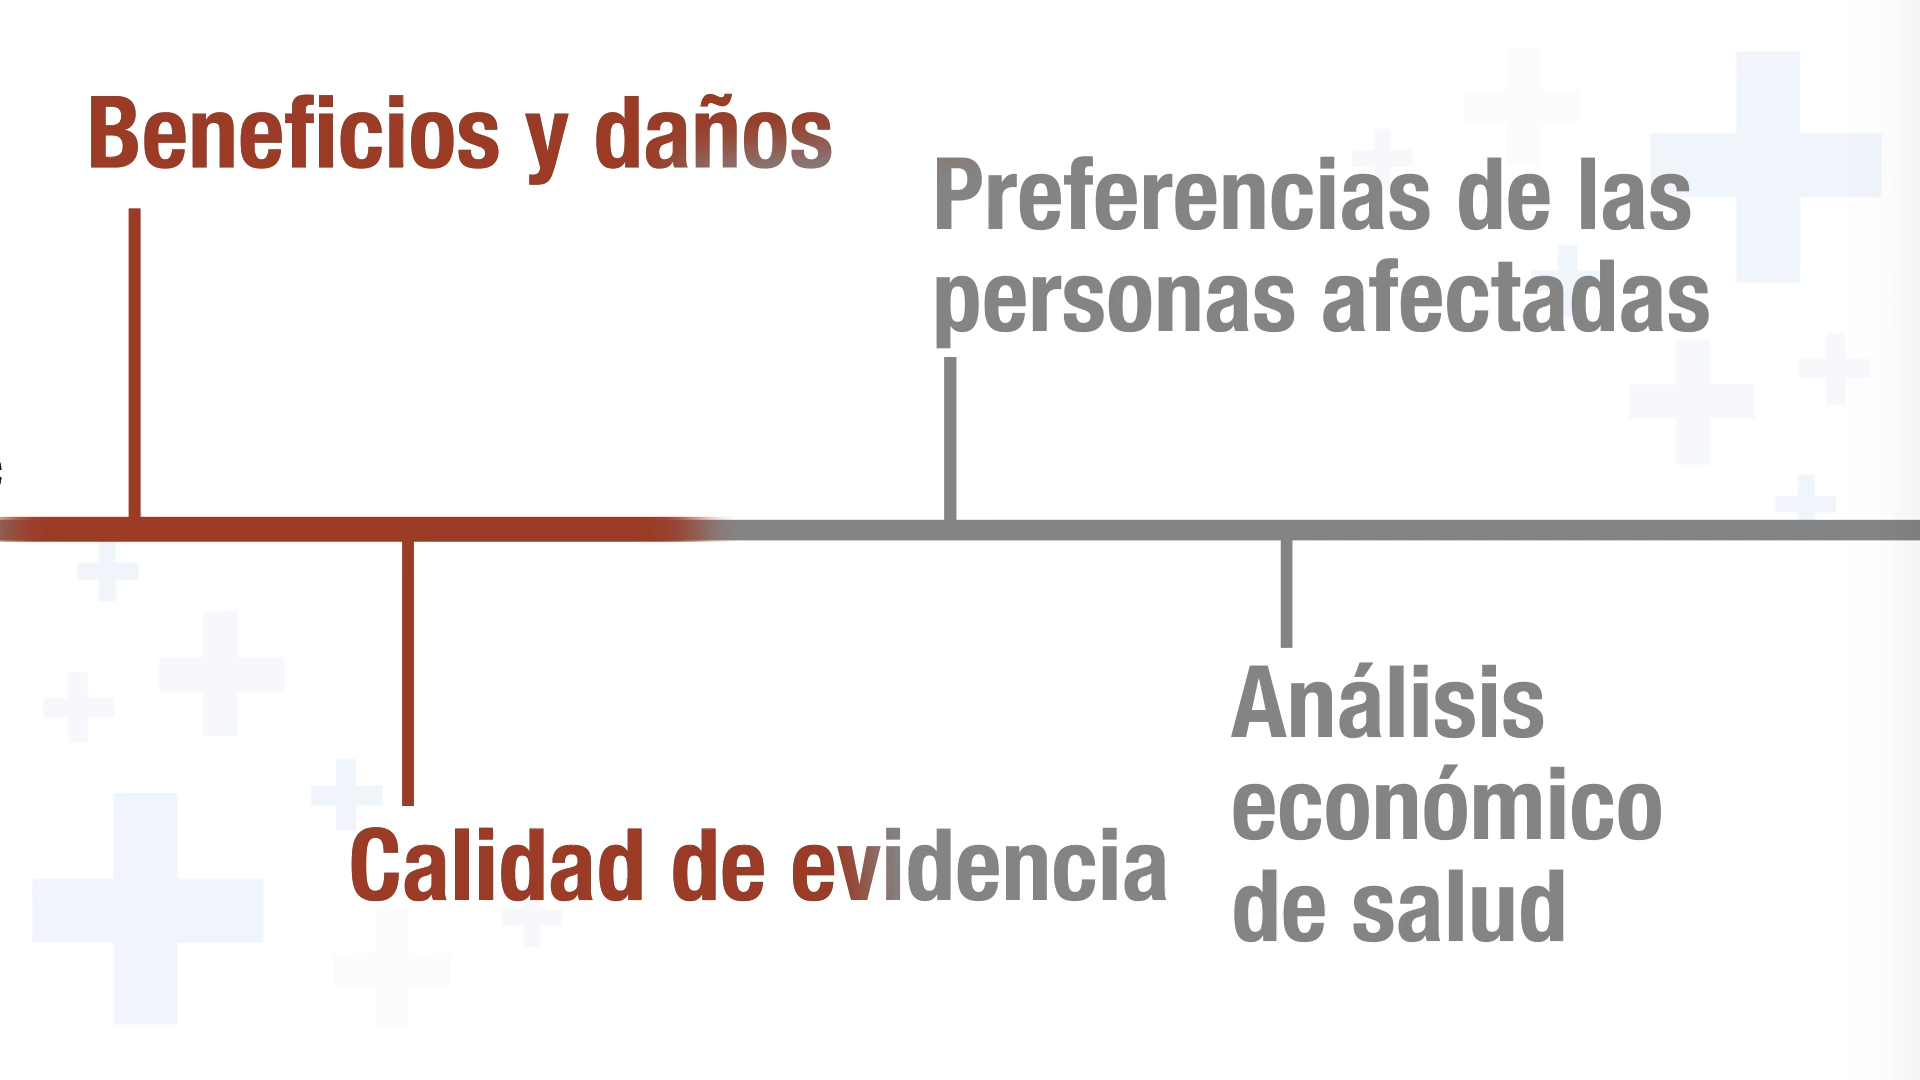 Beneficios y daños
Preferencias de las
personas afectadas
Calidad de evidencia
Análisis
económico
de salud